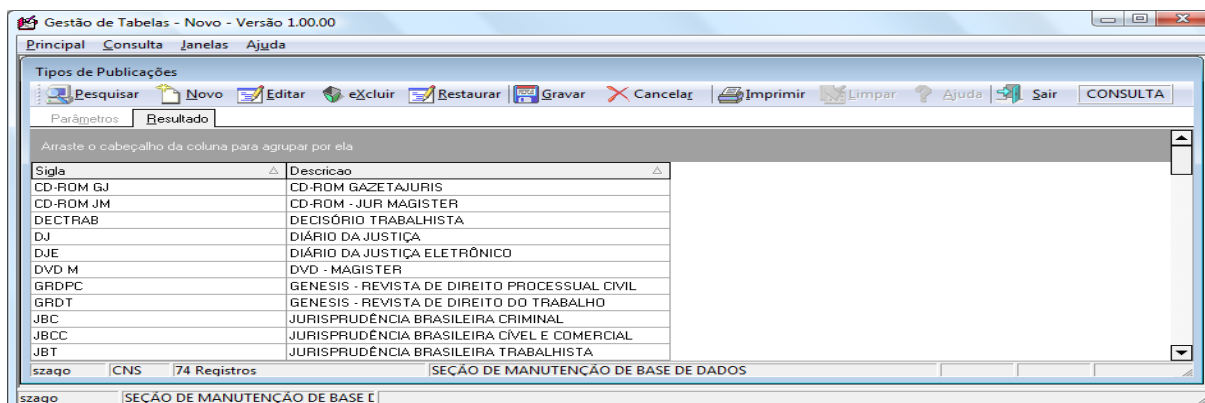 Gestão de Tabelas - Novo - Versão 1.00.00
Principal Consulta Janelas Ajuda
Tipos de Publicações
Pesquisar Novo Editar eXcluir Restaurar Gravar Cancelar Imprimir Limpar Ajuda Sair CONSULTA
Parâmetros Resultado
Arraste o cabeçalho da coluna para agrupar por ela
Sigla Descricao
CD-ROM GJ CD-ROM GAZETAJURIS
CD-ROM JM CD-ROM - JUR MAGISTER
DECTRAB DECISÓRIO TRABALHISTA
DJ DIÁRIO DA JUSTIÇA
DJE DIÁRIO DA JUSTIÇA ELETRÔNICO
DVD M DVD - MAGISTER
GRDPC GENESIS - REVISTA DE DIREITO PROCESSUAL CIVIL
GRDT GENESIS - REVISTA DE DIREITO DO TRABALHO
JBC JURISPRUDÊNCIA BRASILEIRA CRIMINAL
JBCC JURISPRUDÊNCIA BRASILEIRA CÍVEL E COMERCIAL
JBT JURISPRUDÊNCIA BRASILEIRA TRABALHISTA
szago CNS 74 Registros SEÇÃO DE MANUTENÇÃO DE BASE DE DADOS
szago SEÇÃO DE MANUTENÇÃO DE BASE D